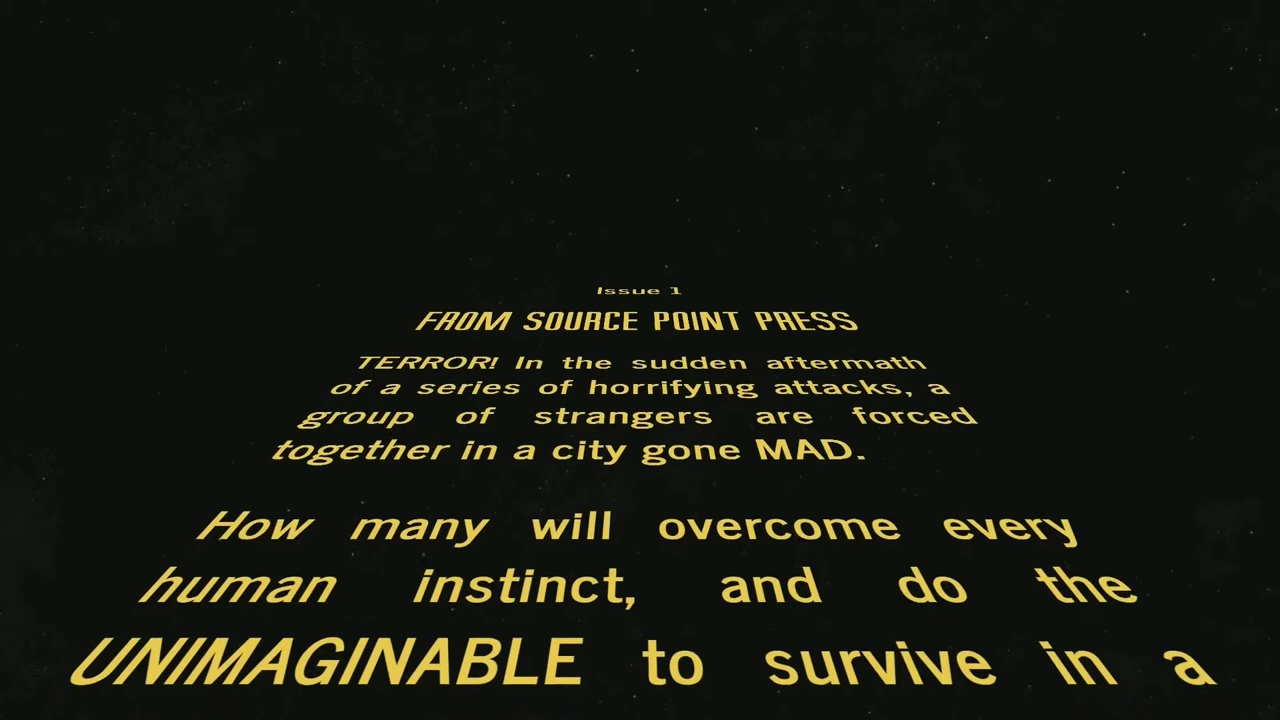 Issue 1
FROM SOURCE POINT PRESS
TERROR! In the sudden aftermath
of a series of horrifying attacks, a
group of strangers are forced
together in a city gone MAD.
How many will overcome every
human instinct, and do the
UNIMAGINABLE to survive in a